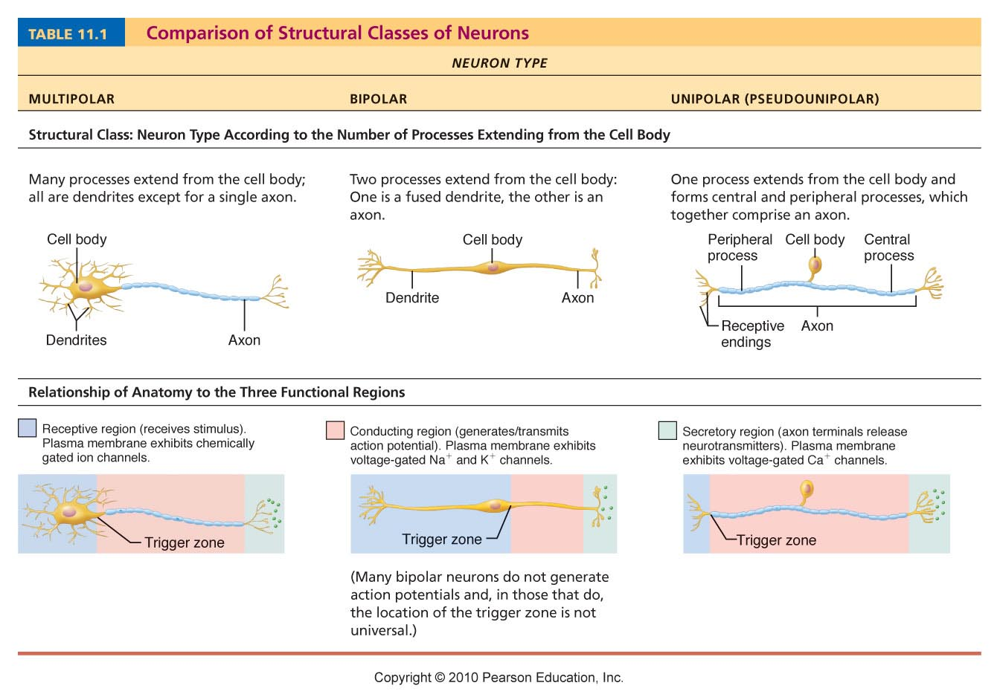 TABLE 11.1
Comparison of Structural Classes of Neurons
NEURON TYPE
MULTIPOLAR
BIPOLAR
UNIPOLAR (PSEUDOUNIPOLAR)
Structural Class: Neuron Type According to the Number of Processes Extending from the Cell Body
Many processes extend from the cell body;
all are dendrites except for a single axon.
Cell body
Dendrites
Axon
Two processes extend from the cell body:
One is a fused dendrite, the other is an
axon.
Cell body
Dendrite
Axon
One process extends from the cell body and
forms central and peripheral processes, which
together comprise an axon.
Peripheral
process
Cell body
Central
process
Receptive
endings
Axon
Relationship of Anatomy to the Three Functional Regions
Receptive region (receives stimulus).
Plasma membrane exhibits chemically
gated ion channels.
Trigger zone
Conducting region (generates/transmits
action potential). Plasma membrane exhibits
voltage-gated Na⁺ and K⁺ channels.
Trigger zone
(Many bipolar neurons do not generate
action potentials and, in those that do,
the location of the trigger zone is not
universal.)
Secretory region (axon terminals release
neurotransmitters). Plasma membrane
exhibits voltage-gated Ca⁺ channels.
Trigger zone
Copyright © 2010 Pearson Education, Inc.